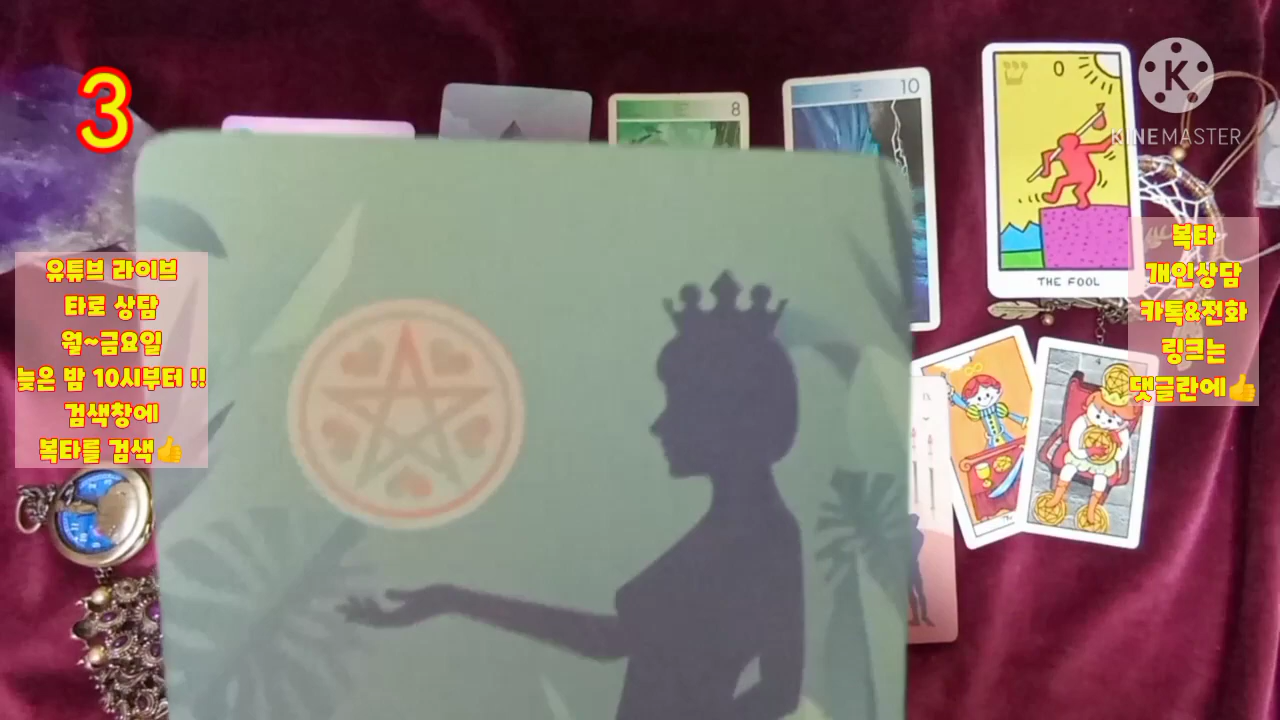 3
8
10
0
THE FOOL
KINEMASTER
유튜브 라이브
타로 상담
월~금요일
늦은 밤 10시부터 !!
검색창에
복타를 검색👍
복타
개인상담
카톡&전화
링크는
댓글란에👍
IX
4